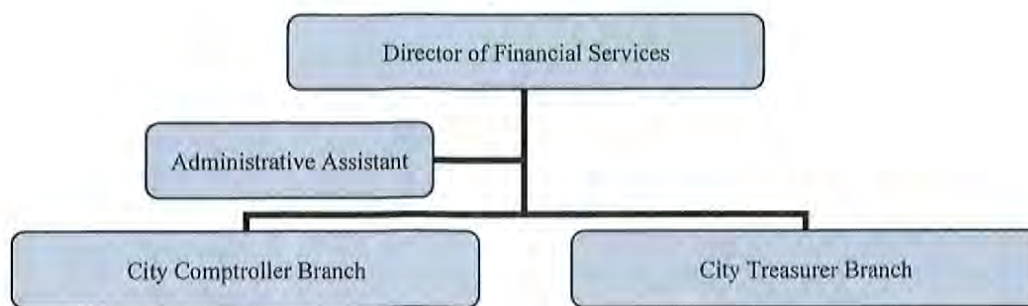 Director of Financial Services
Administrative Assistant
City Comptroller Branch
City Treasurer Branch